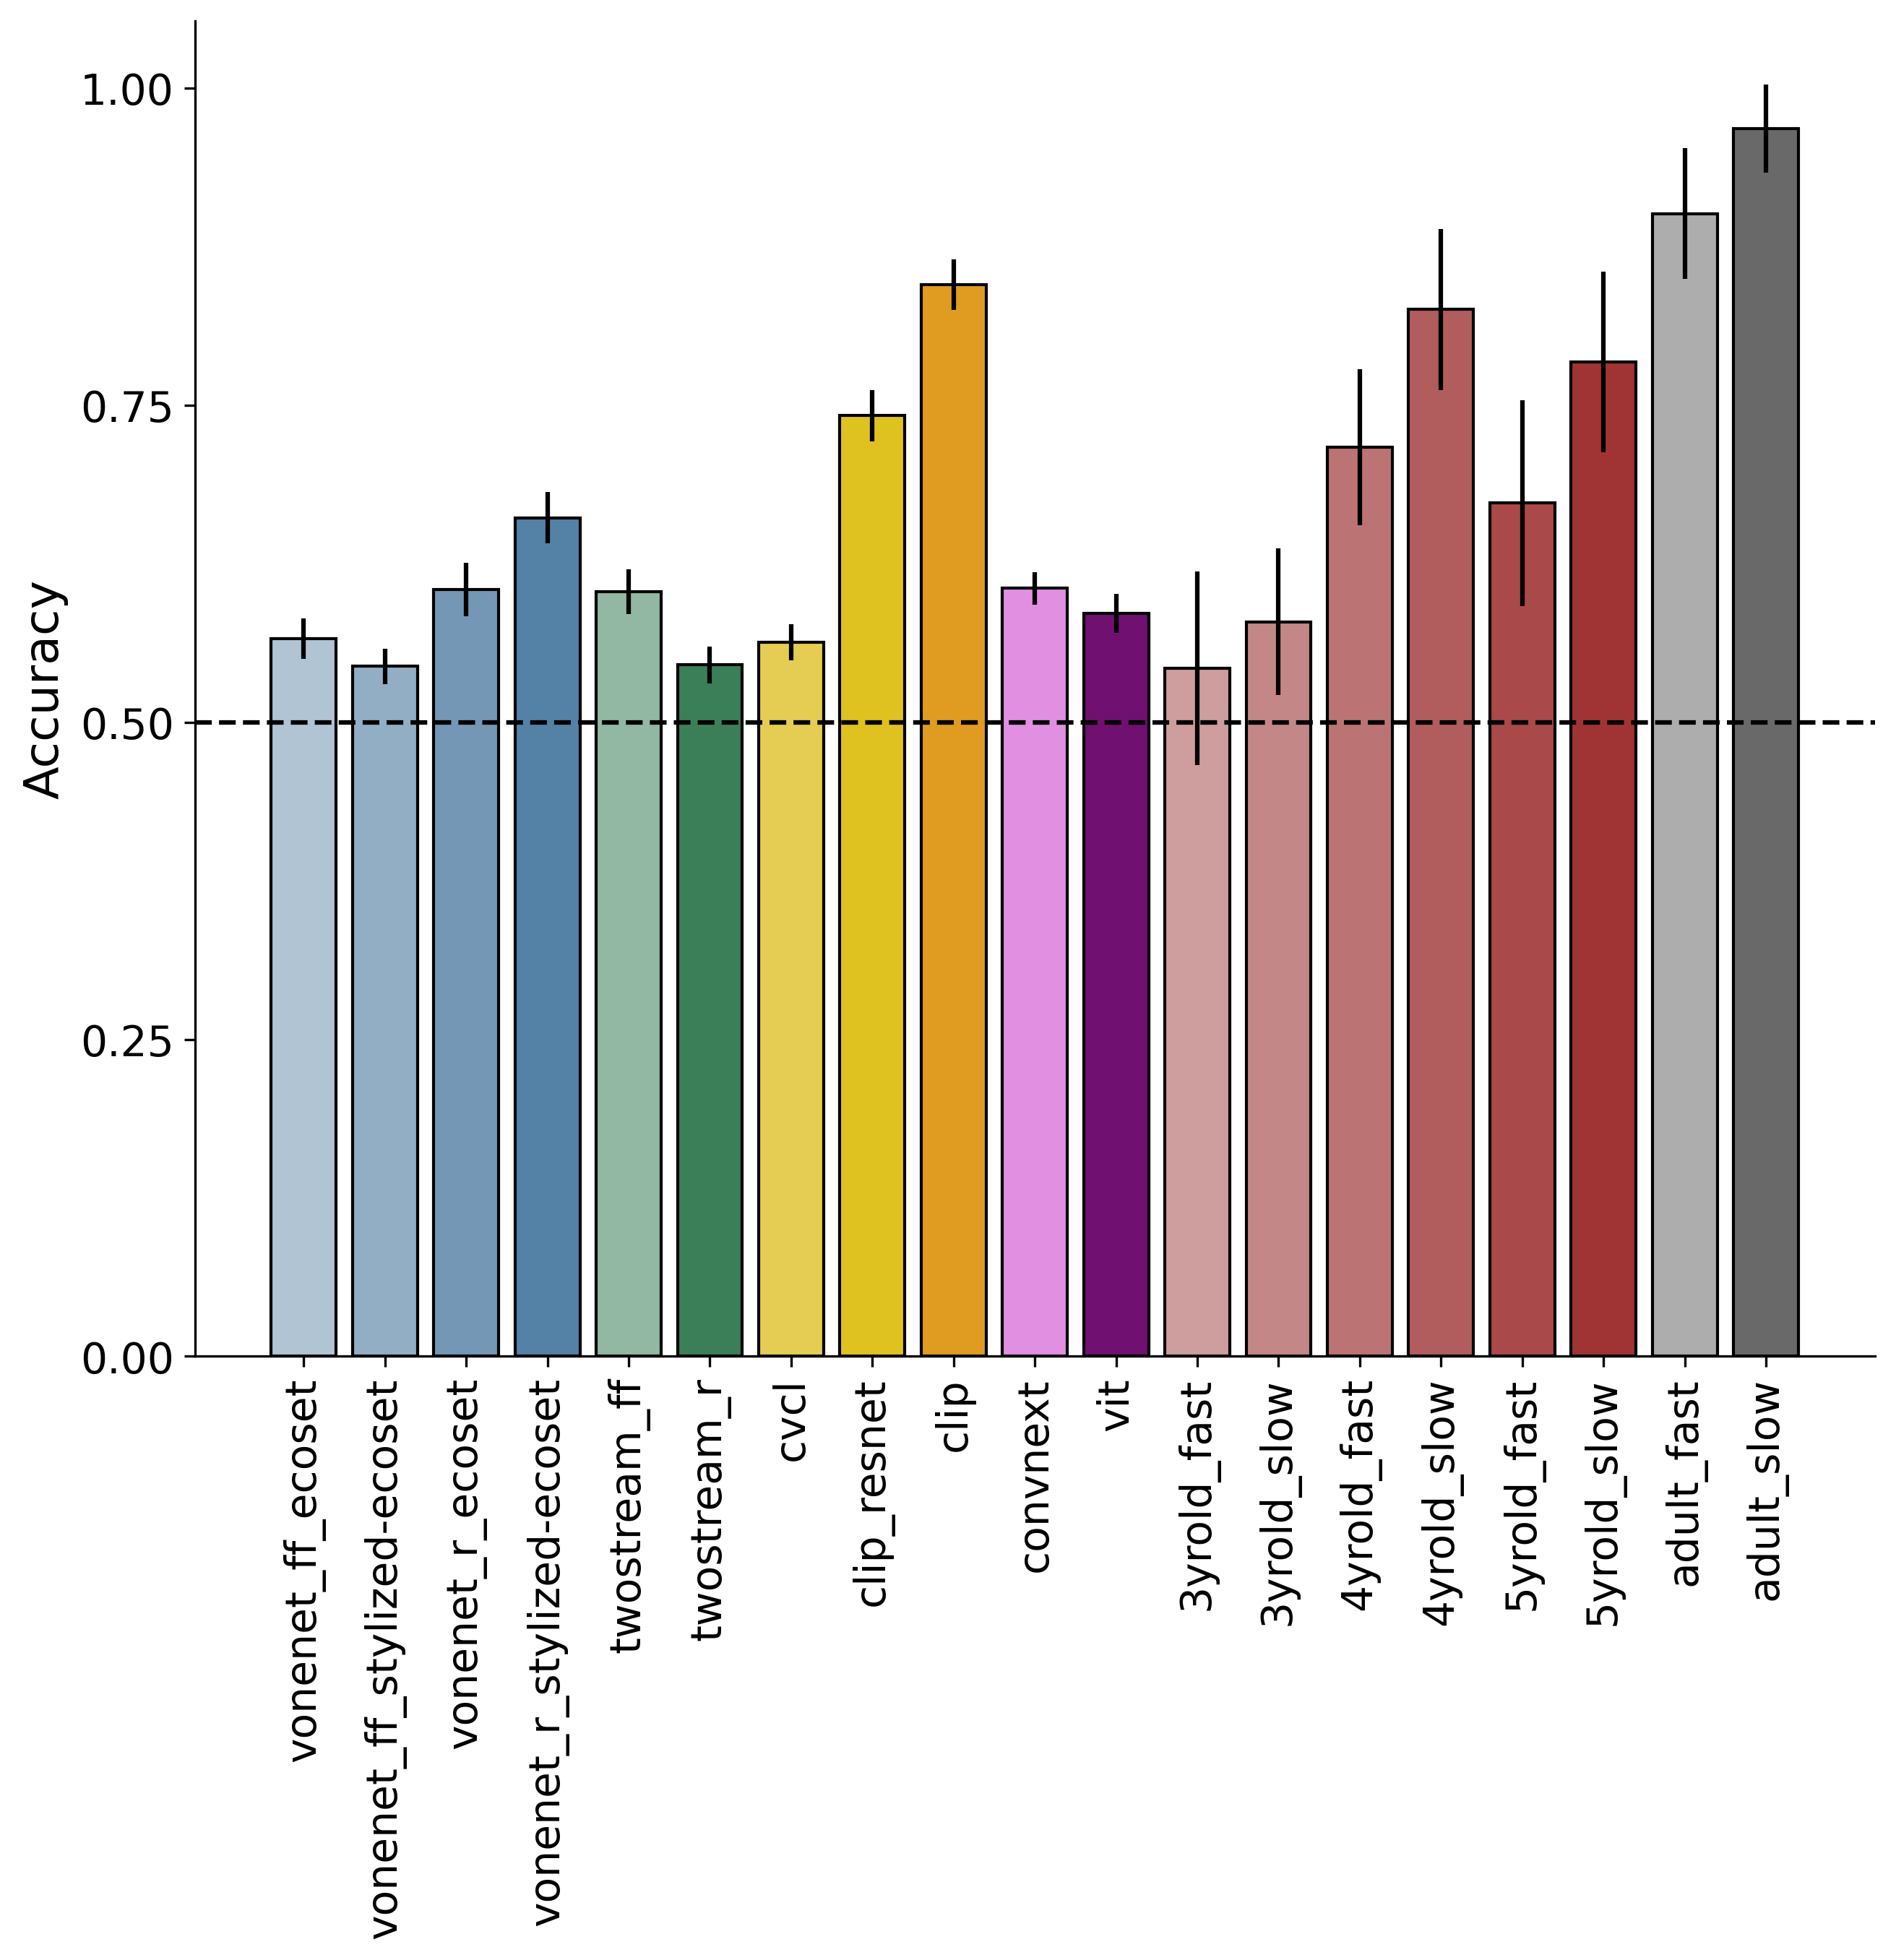 1.00
0.75
0.50
0.25
0.00
Accuracy
vonenet_ff_ecoset
vonenet_ff_stylized-ecoset
vonenet_r_ecoset
vonenet_r_stylized-ecoset
twostream_ff
twostream_r
cvcl
clip_resnet
clip
convnext
vit
3yrold_fast
3yrold_slow
4yrold_fast
4yrold_slow
5yrold_fast
5yrold_slow
adult_fast
adult_slow